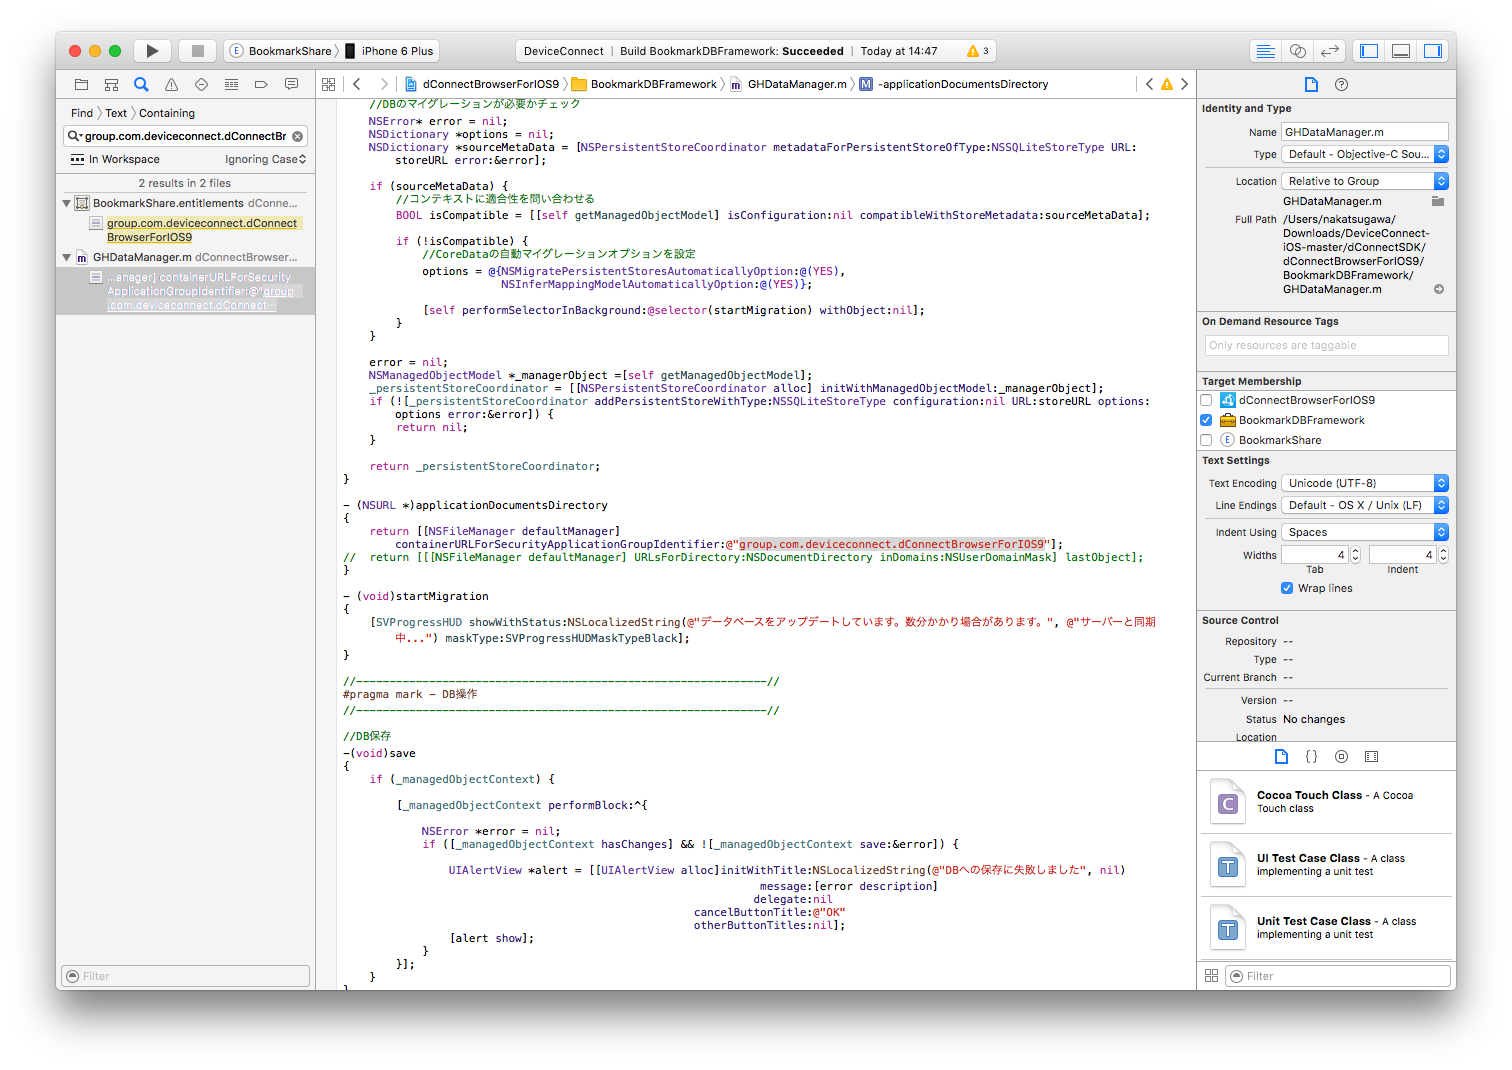 BookmarkShare
iPhone 6 Plus
DeviceConnect | Build BookmarkDBFramework: Succeeded | Today at 14:47
3
dConnectBrowserForIOS9
BookmarkDBFramework
GHDataManager.m
M
-applicationDocumentsDirectory
Find
Text
Containing
group.com.deviceconnect.dConnectBr
In Workspace
Ignoring Case
2 results in 2 files
BookmarkShare.entitlements dConne...
group.com.deviceconnect.dConnect
BrowserForIOS9
GHDataManager.m dConnectBrowser...
...anager] containerURLForSecurity
ApplicationGroupIdentifier:@"group
.com.deviceconnect.dConnect...
Filter
//DBのマイグレーションが必要かチェック
NSError* error = nil;
NSDictionary *options = nil;
NSDictionary *sourceMetaData = [NSPersistentStoreCoordinator metadataForPersistentStoreOfType:NSSQLiteStoreType URL:
storeURL error:&error];
if (sourceMetaData) {
//コンテキストに適合性を問い合わせる
BOOL isCompatible = [[self getManagedObjectModel] isConfiguration:nil compatibleWithStoreMetadata:sourceMetaData];
if (!isCompatible) {
//CoreDataの自動マイグレーションオプションを設定
options = @{NSMigratePersistentStoresAutomaticallyOption:@(YES),
NSInferMappingModelAutomaticallyOption:@(YES)};
[self performSelectorInBackground:@selector(startMigration) withObject:nil];
}
}
error = nil;
NSManagedObjectModel *_managerObject =[self getManagedObjectModel];
_persistentStoreCoordinator = [[NSPersistentStoreCoordinator alloc] initWithManagedObjectModel:_managerObject];
if (![_persistentStoreCoordinator addPersistentStoreWithType:NSSQLiteStoreType configuration:nil URL:storeURL options:
options error:&error]) {
return nil;
}
return _persistentStoreCoordinator;
}
- (NSURL *)applicationDocumentsDirectory
{
return [[NSFileManager defaultManager]
containerURLForSecurityApplicationGroupIdentifier:@"group.com.deviceconnect.dConnectBrowserForIOS9"];
// return [[[NSFileManager defaultManager] URLsForDirectory:NSDocumentDirectory inDomains:NSUserDomainMask] lastObject];
}
- (void)startMigration
{
[SVProgressHUD showWithStatus:NSLocalizedString(@"データベースをアップデートしています。数分かかり場合があります。", @"サーバーと同期
中...") maskType:SVProgressHUDMaskTypeBlack];
}
//--------------------------------------------------------------//
#pragma mark - DB操作
//--------------------------------------------------------------//
//DB保存
-(void)save
{
if (_managedObjectContext) {
[_managedObjectContext performBlock:^{
NSError *error = nil;
if ([_managedObjectContext hasChanges] && ![_managedObjectContext save:&error]) {
UIAlertView *alert = [[UIAlertView alloc]initWithTitle:NSLocalizedString(@"DBへの保存に失敗しました", nil)
message:[error description]
delegate:nil
cancelButtonTitle:@"OK"
otherButtonTitles:nil];
[alert show];
}
}];
}
}
Identity and Type
Name GHDataManager.m
Type Default - Objective-C Sou...
Location Relative to Group
GHDataManager.m
Full Path /Users/nakatsugawa/
Downloads/DeviceConnect-
iOS-master/dConnectSDK/
dConnectBrowserForIOS9/
BookmarkDBFramework/
GHDataManager.m
On Demand Resource Tags
Only resources are taggable
Target Membership
dConnectBrowserForIOS9
BookmarkDBFramework
E BookmarkShare
Text Settings
Text Encoding Unicode (UTF-8)
Line Endings Default - OS X / Unix (LF)
Indent Using Spaces
Widths 4 4
Tab Indent
Wrap lines
Source Control
Repository --
Type --
Current Branch --
Version --
Status No changes
Location
C
Cocoa Touch Class - A Cocoa
Touch class
T
UI Test Case Class - A class
implementing a unit test
T
Unit Test Case Class - A class
implementing a unit test
Filter